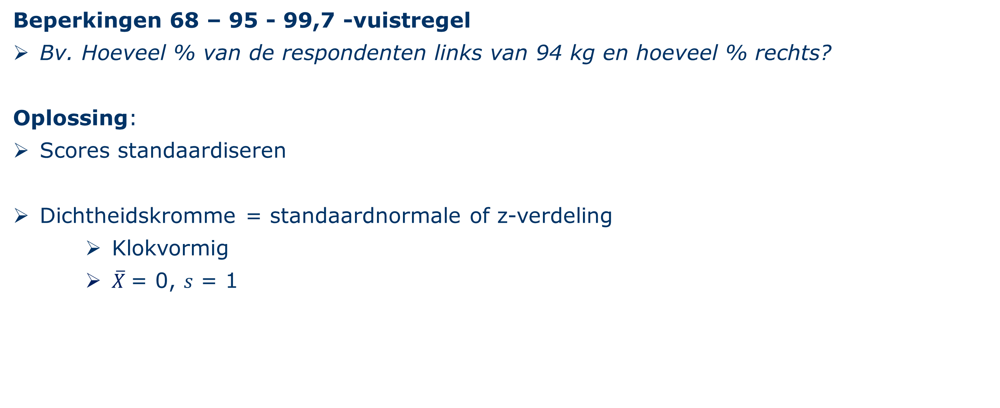 Beperkingen 68 – 95 - 99,7 -vuistregel
➢ Bv. Hoeveel % van de respondenten links van 94 kg en hoeveel % rechts?
Oplossing:
➢ Scores standaardiseren
➢ Dichtheidskromme = standaardnormale of z-verdeling
➢ Klokvormig
➢ X̅ = 0, s = 1